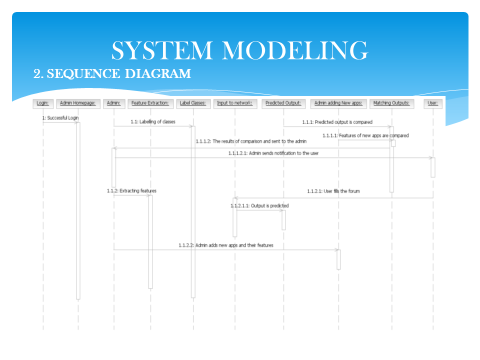 SYSTEM MODELING
2. SEQUENCE DIAGRAM
Login: Admin Homepage: Admin: Feature Extraction: Label Classes: Input to network: Predicted Output: Admin adding New apps: Matching Outputs: User:
1: Successful Login
1.1: Labelling of classes
1.1.1: Predicted output is compared
1.1.1.1: Features of new apps are compared
1.1.1.2: The results of comparison and sent to the admin
1.1.1.2.1: Admin sends notification to the user
1.1.2: Extracting features
1.1.2.1: User fills the forum
1.1.2.1.1: Output is predicted
1.1.2.2: Admin adds new apps and their features